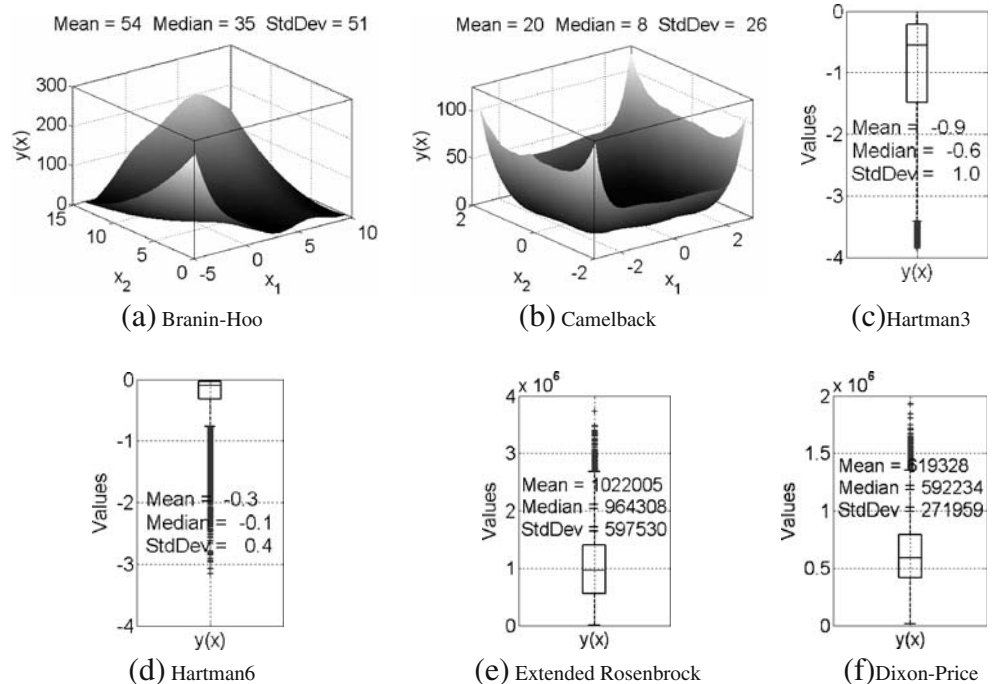 Mean = 54 Median = 35 StdDev = 51
300
200
100
0
y(x)
15
10
5
0
x2
-5
0
5
10
x1
(a) Branin-Hoo
Mean = 20 Median = 8 StdDev = 26
100
50
0
y(x)
2
0
-2
x2
-2
0
2
x1
(b) Camelback
0
-1
-2
-3
-4
Values
Mean = -0.9
Median = -0.6
StdDev = 1.0
y(x)
(c)Hartman3
0
-1
-2
-3
-4
Values
Mean = -0.3
Median = -0.1
StdDev = 0.4
y(x)
(d) Hartman6
x 10^6
4
3
2
1
0
Values
Mean = 1022005
Median = 964308
StdDev = 597530
y(x)
(e) Extended Rosenbrock
x 10^6
2
1.5
1
0.5
0
Values
Mean = 619328
Median = 592234
StdDev = 271959
y(x)
(f)Dixon-Price